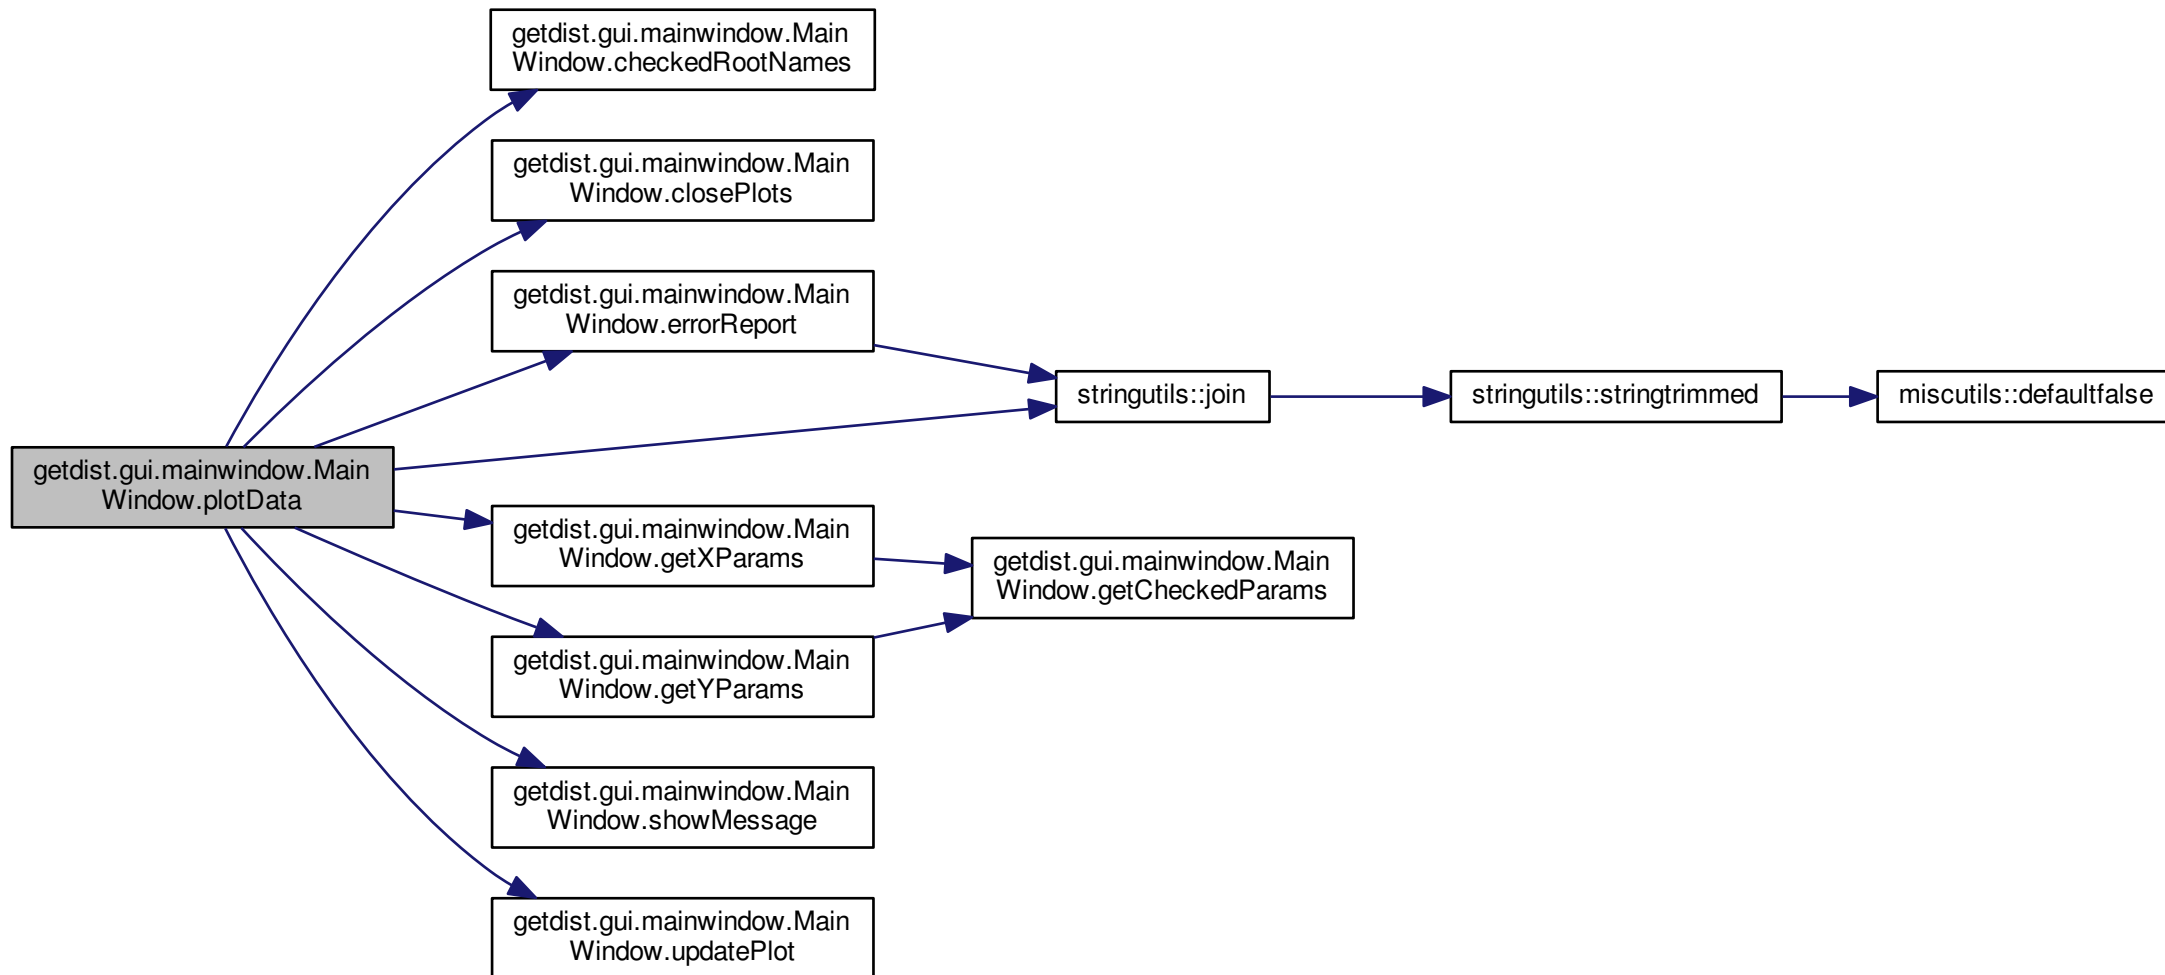 getdist.gui.mainwindow.Main
Window.checkedRootNames
getdist.gui.mainwindow.Main
Window.closePlots
getdist.gui.mainwindow.Main
Window.errorReport
stringutils::join
stringutils::stringtrimmed
miscutils::defaultfalse
getdist.gui.mainwindow.Main
Window.plotData
getdist.gui.mainwindow.Main
Window.getXParams
getdist.gui.mainwindow.Main
Window.getCheckedParams
getdist.gui.mainwindow.Main
Window.getYParams
getdist.gui.mainwindow.Main
Window.showMessage
getdist.gui.mainwindow.Main
Window.updatePlot